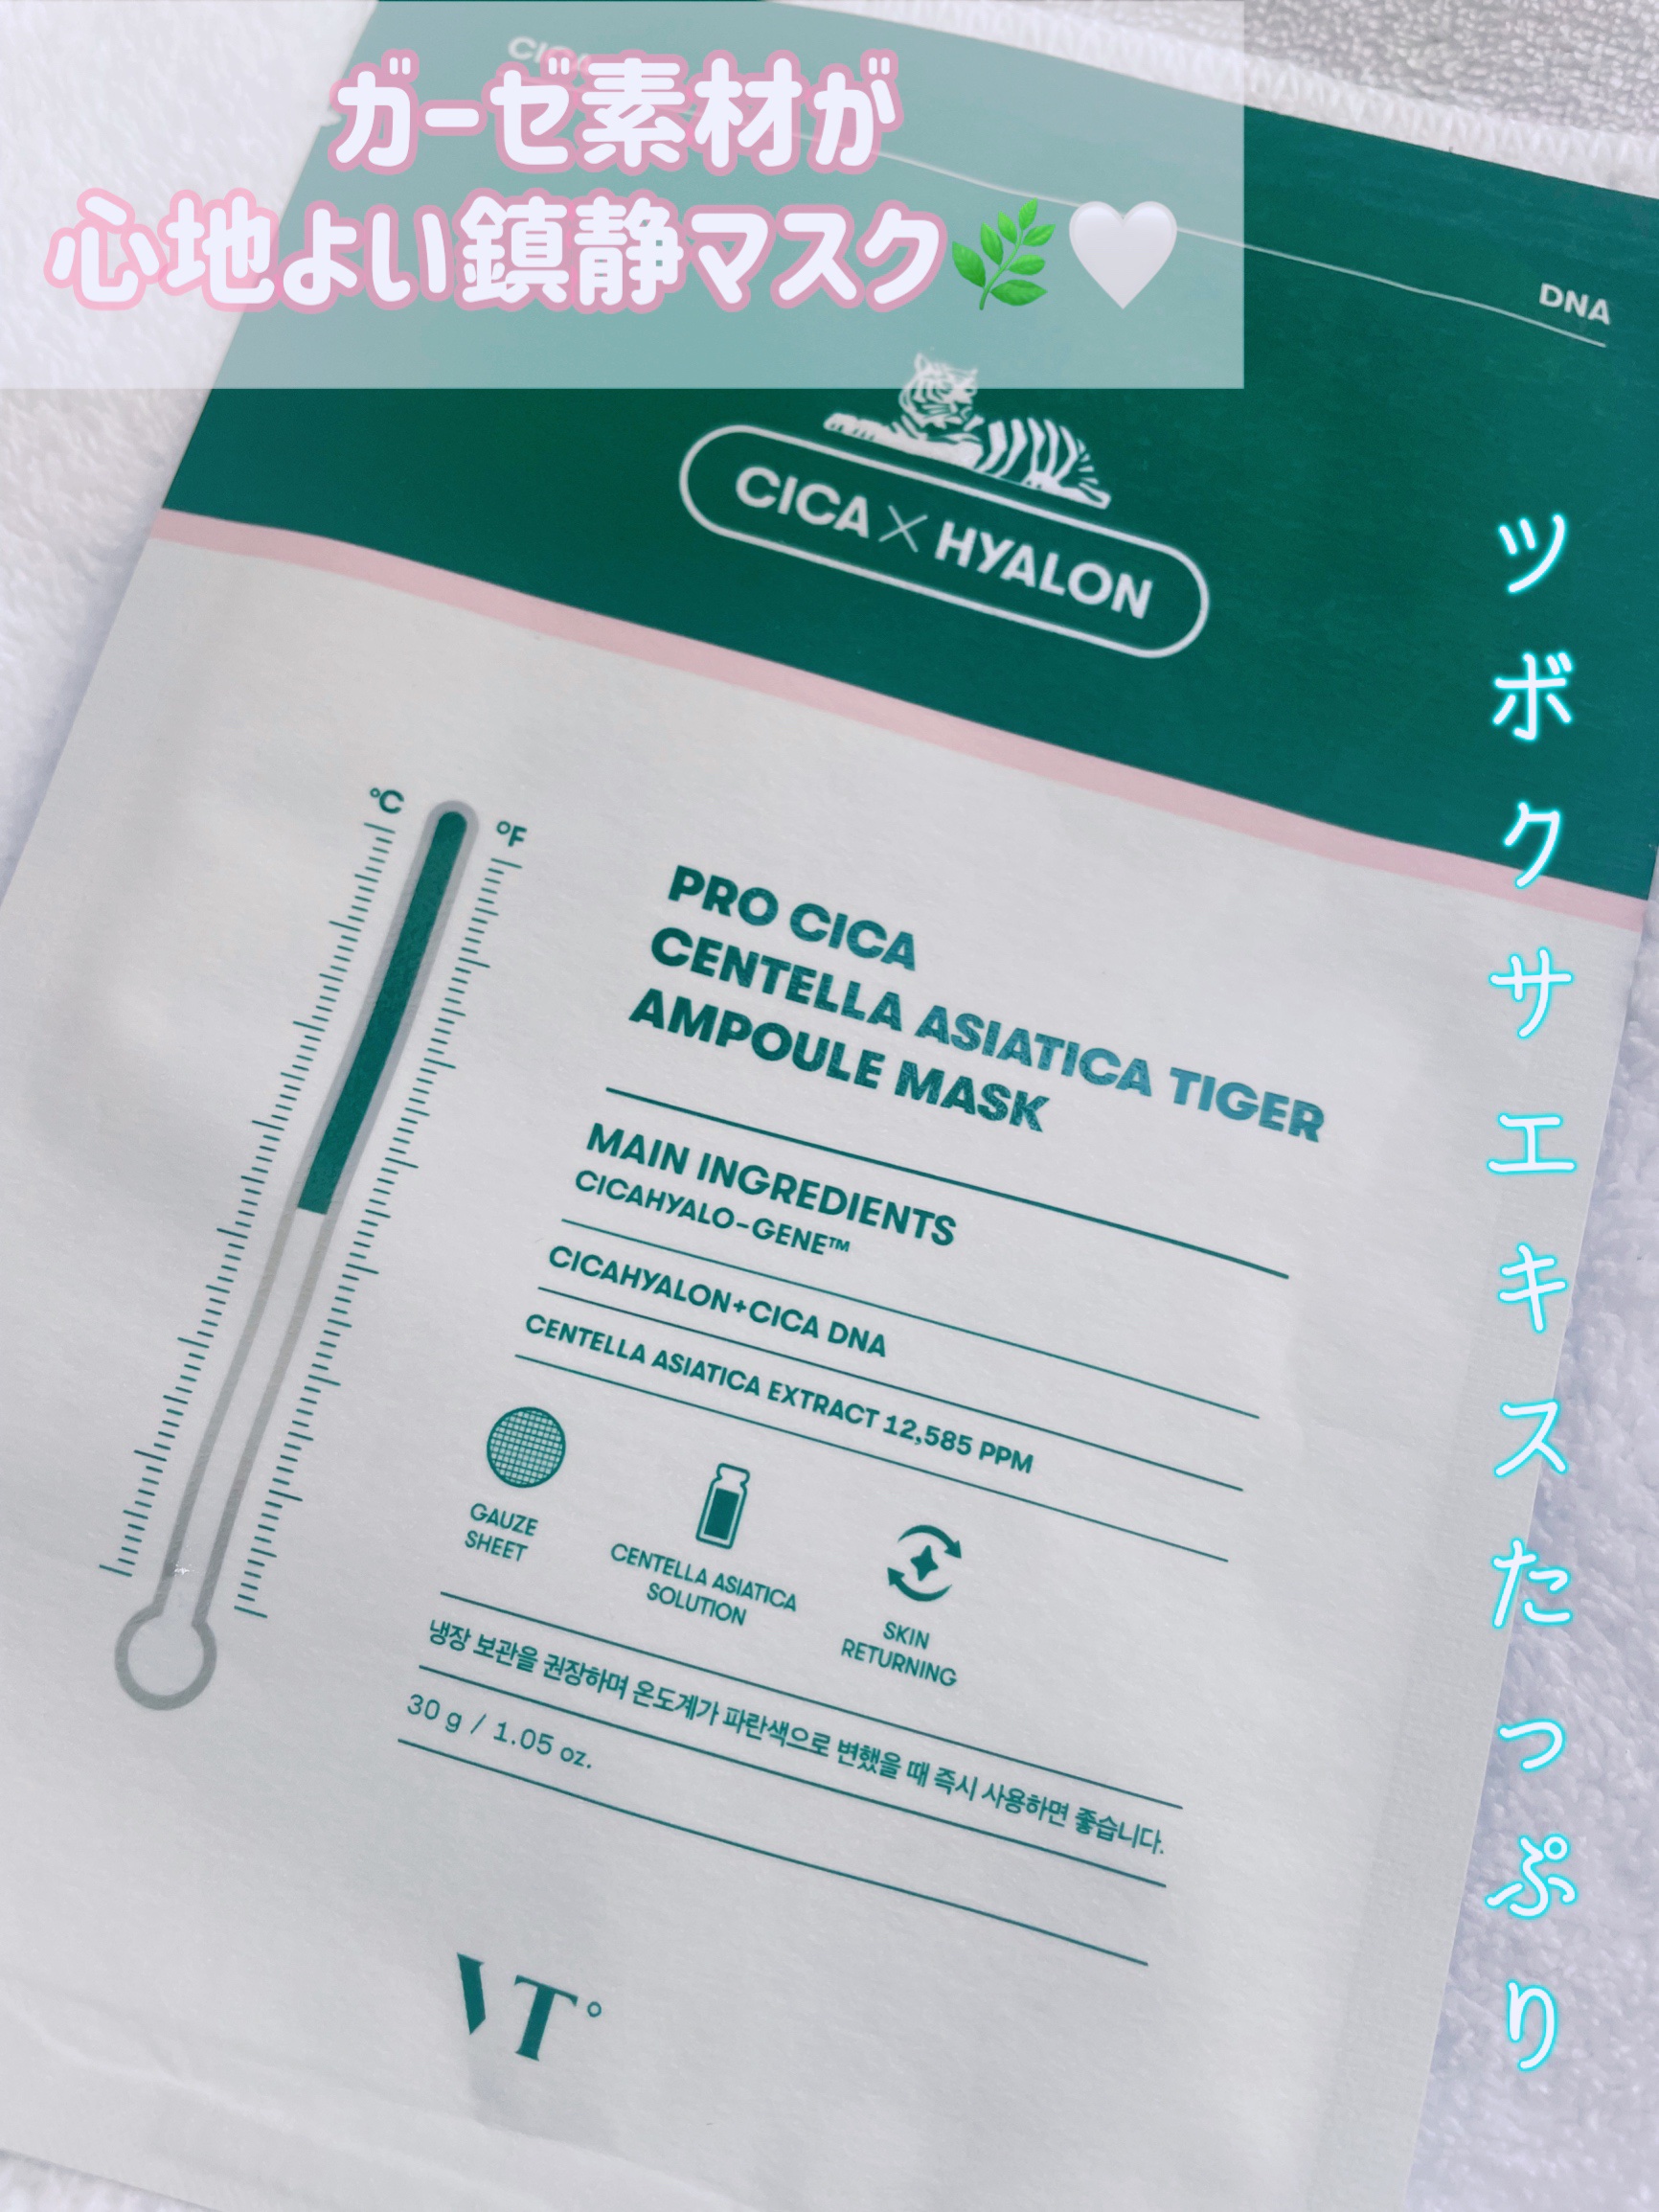 CICA
ガーゼ素材が
心地よい鎮静マスク🌿🤍
DNA
CICA×HYALON
ツボクサエキスたっぷり
°C
°F
PRO CICA
CENTELLA ASIATICA TIGER
AMPOULE MASK
MAIN INGREDIENTS
CICAHYALO-GENE™
CICAHYALON+CICA DNA
CENTELLA ASIATICA EXTRACT 12,585 PPM
GAUZE
SHEET
CENTELLA ASIATICA
SOLUTION
SKIN
RETURNING
냉장 보관을 권장하며 온도계가 파란색으로 변했을 때 즉시 사용하면 좋습니다.
30 g / 1.05 oz.
VT°